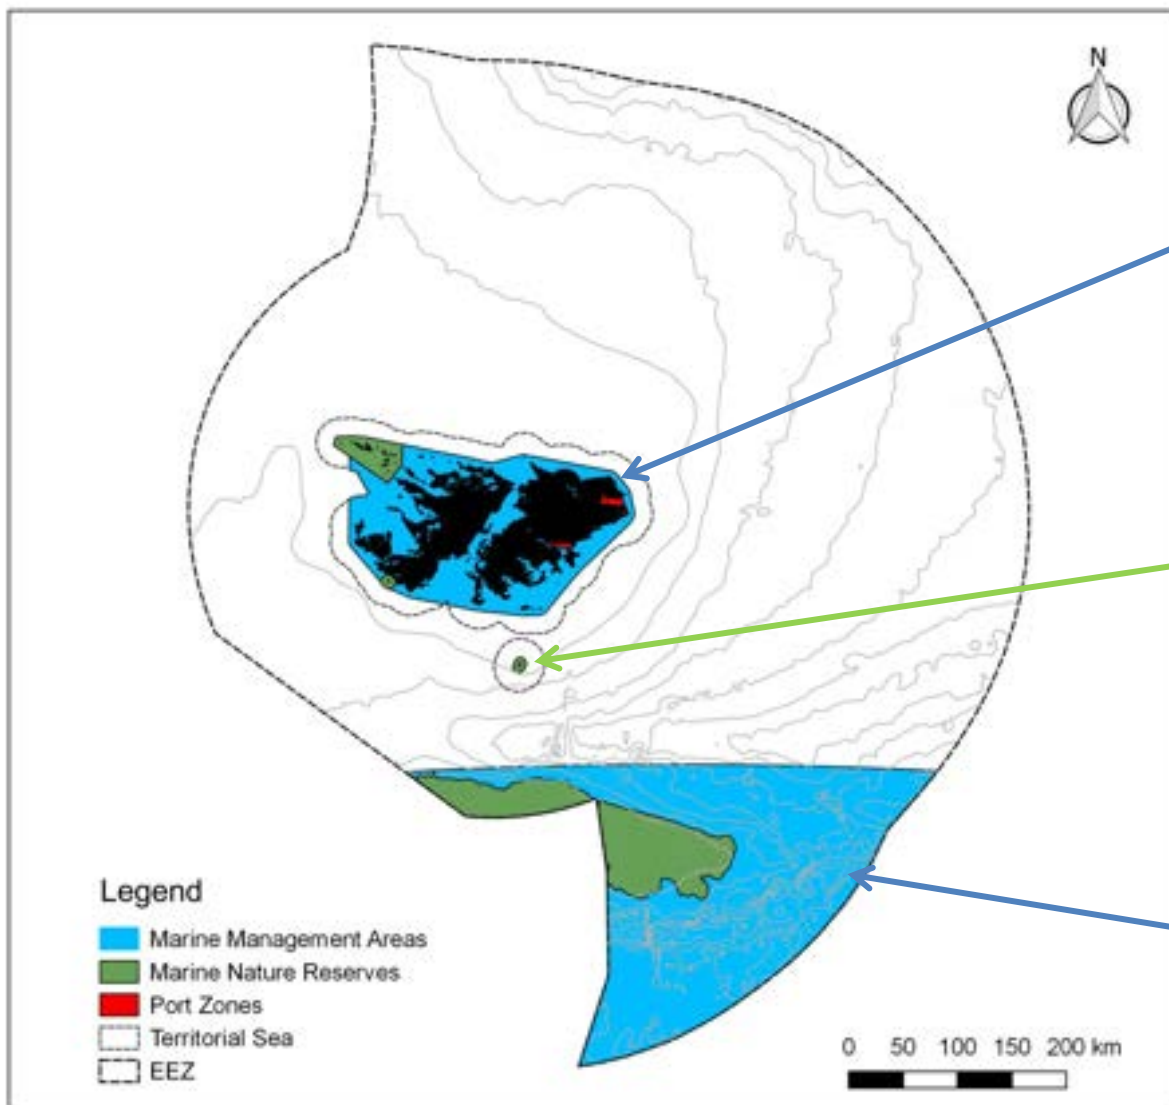 N
Legend
Marine Management Areas
Marine Nature Reserves
Port Zones
Territorial Sea
EEZ
0 50 100 150 200 km